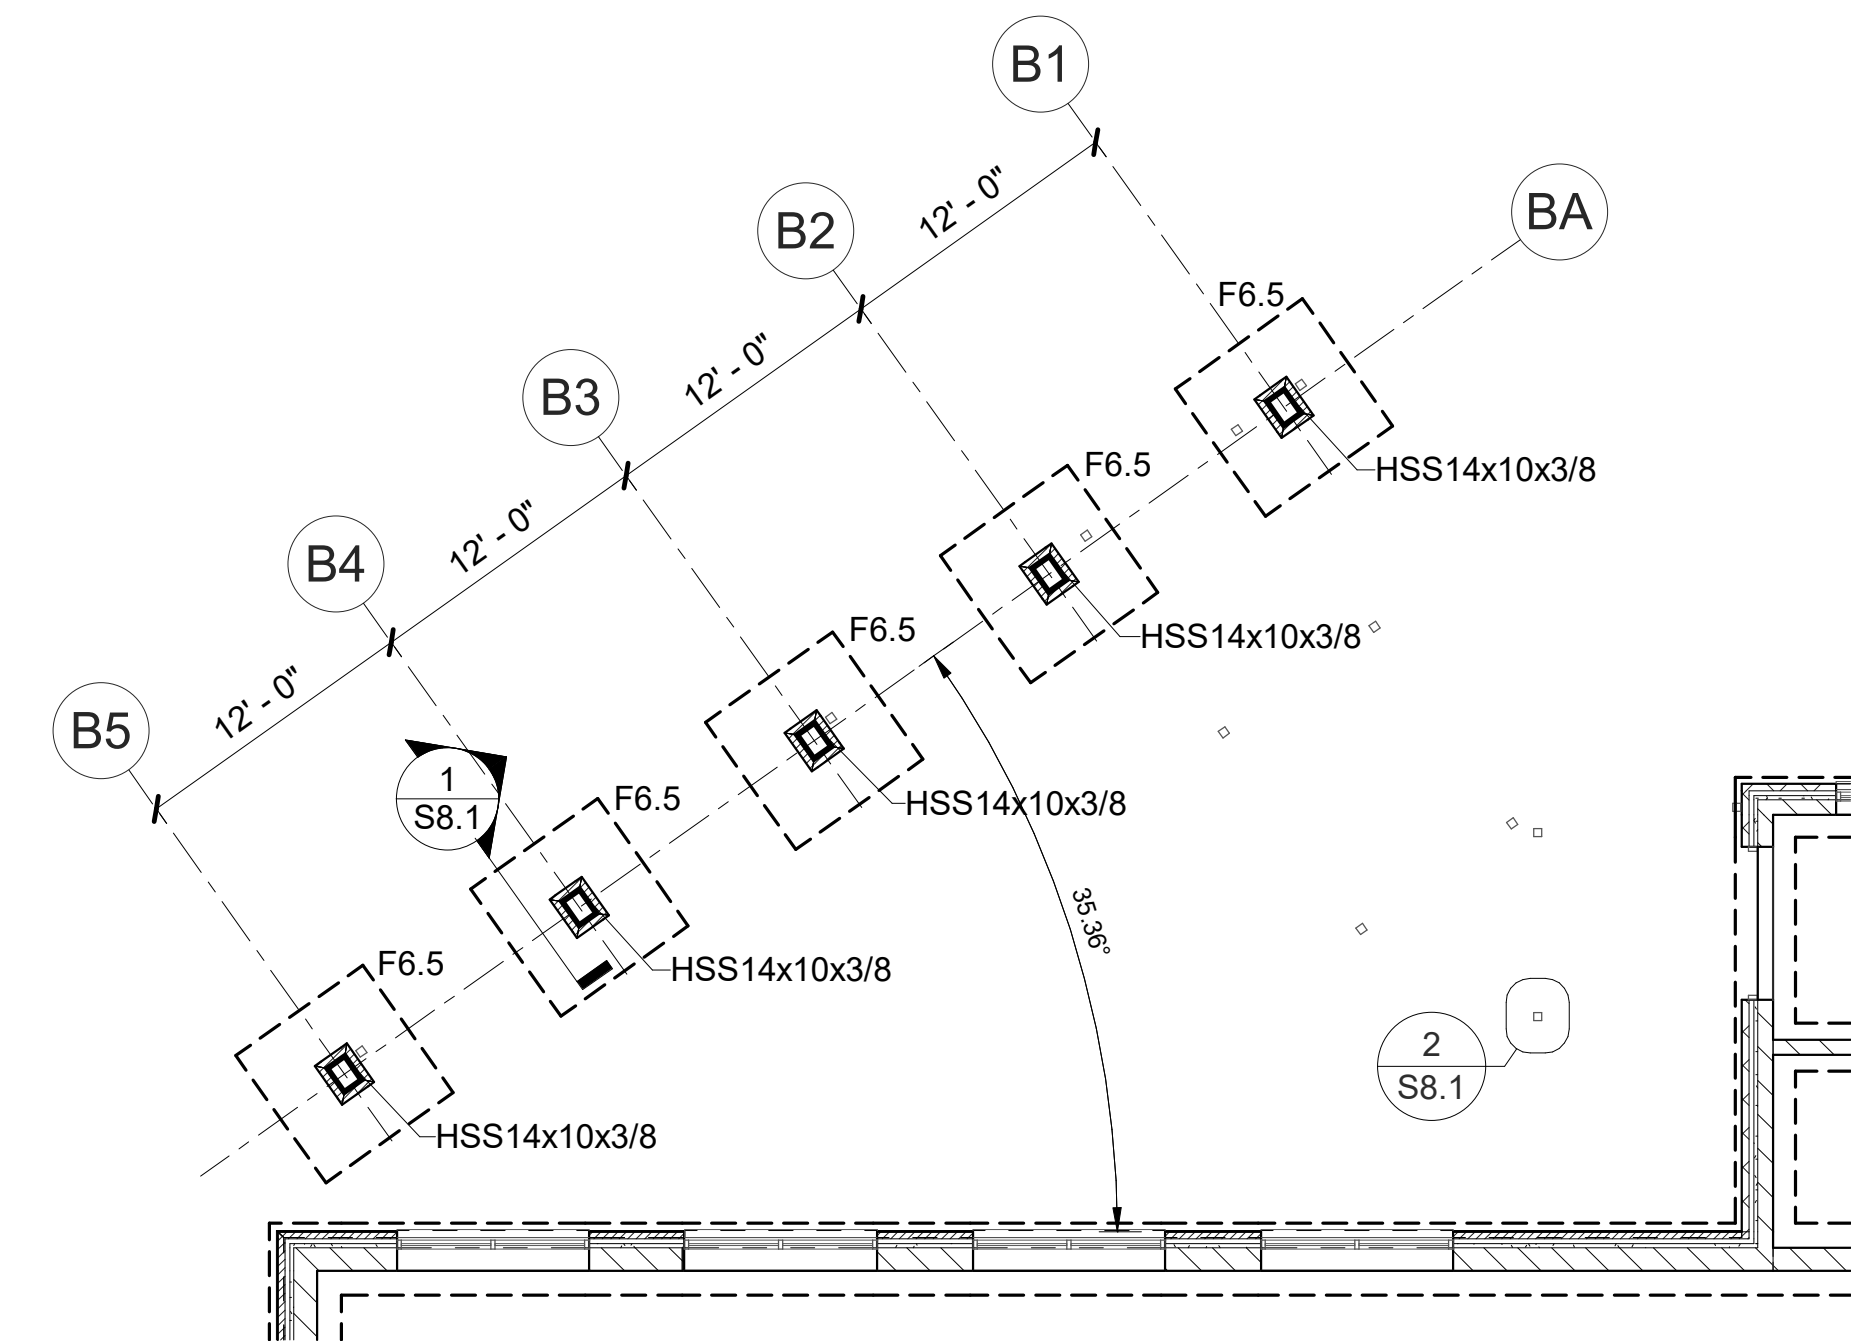 B1
BA
12' - 0"
B2
F6.5
12' - 0"
B3
F6.5
HSS14x10x3/8
12' - 0"
B4
F6.5
HSS14x10x3/8
12' - 0"
B5
1
S8.1
F6.5
HSS14x10x3/8
35.36°
F6.5
HSS14x10x3/8
2
S8.1
HSS14x10x3/8